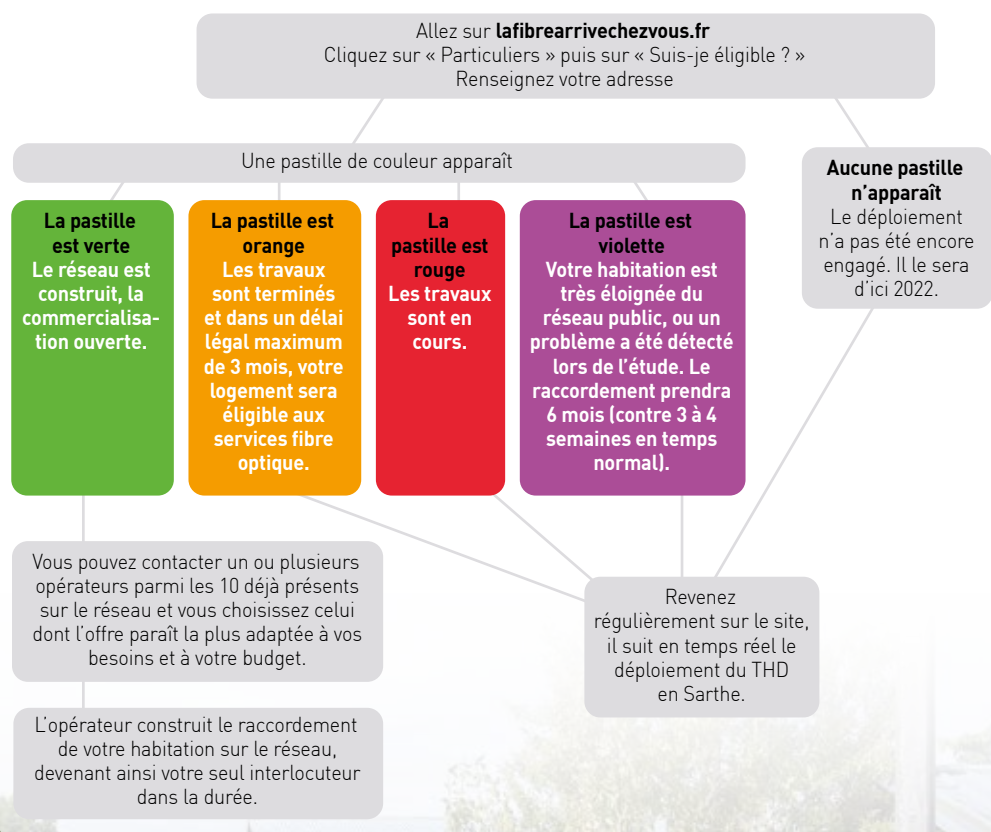 Allez sur lafibrearrivechezvous.fr
Cliquez sur « Particuliers » puis sur « Suis-je éligible ? »
Renseignez votre adresse
Une pastille de couleur apparaît
Aucune pastille
n’apparaît
Le déploiement
n’a pas été encore
engagé. Il le sera
d’ici 2022.
La pastille
est verte
Le réseau est
construit, la
commercialisa-
tion ouverte.
La pastille est
orange
Les travaux
sont terminés
et dans un délai
légal maximum
de 3 mois, votre
logement sera
éligible aux
services fibre
optique.
La
pastille est
rouge
Les travaux
sont en
cours.
La pastille est
violette
Votre habitation est
très éloignée du
réseau public, ou un
problème a été détecté
lors de l’étude. Le
raccordement prendra
6 mois (contre 3 à 4
semaines en temps
normal).
Vous pouvez contacter un ou plusieurs
opérateurs parmi les 10 déjà présents
sur le réseau et vous choisissez celui
dont l’offre paraît la plus adaptée à vos
besoins et à votre budget.
Revenez
régulièrement sur le site,
il suit en temps réel le
déploiement du THD
en Sarthe.
L’opérateur construit le raccordement
de votre habitation sur le réseau,
devenant ainsi votre seul interlocuteur
dans la durée.